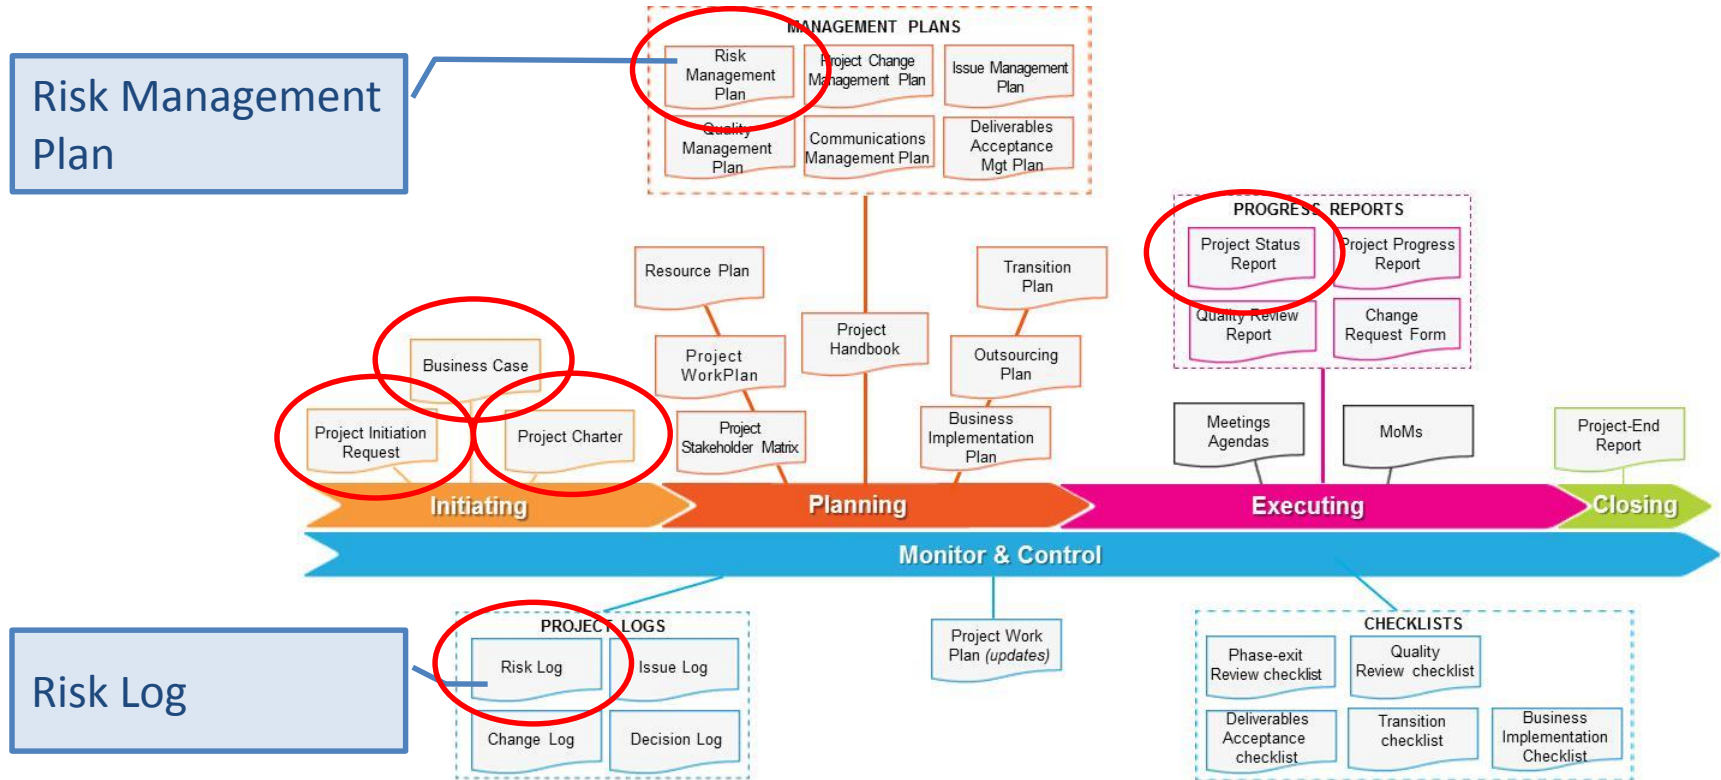 MANAGEMENT PLANS
Risk Management
Plan
Risk
Management
Plan
Project Change
Management Plan
Issue Management
Plan
Quality
Management
Plan
Communications
Management Plan
Deliverables
Acceptance
Mgt Plan
PROGRESS REPORTS
Project Status
Report
Project Progress
Report
Quality Review
Report
Change
Request Form
Resource Plan
Transition
Plan
Project
Handbook
Project
WorkPlan
Outsourcing
Plan
Business Case
Project Initiation
Request
Project Charter
Project
Stakeholder Matrix
Business
Implementation
Plan
Meetings
Agendas
MoMs
Project-End
Report
Initiating
Planning
Executing
Closing
Monitor & Control
Risk Log
PROJECT LOGS
Risk Log
Issue Log
Change Log
Decision Log
Project Work
Plan (updates)
CHECKLISTS
Phase-exit
Review checklist
Quality
Review checklist
Deliverables
Acceptance
checklist
Transition
checklist
Business
Implementation
Checklist